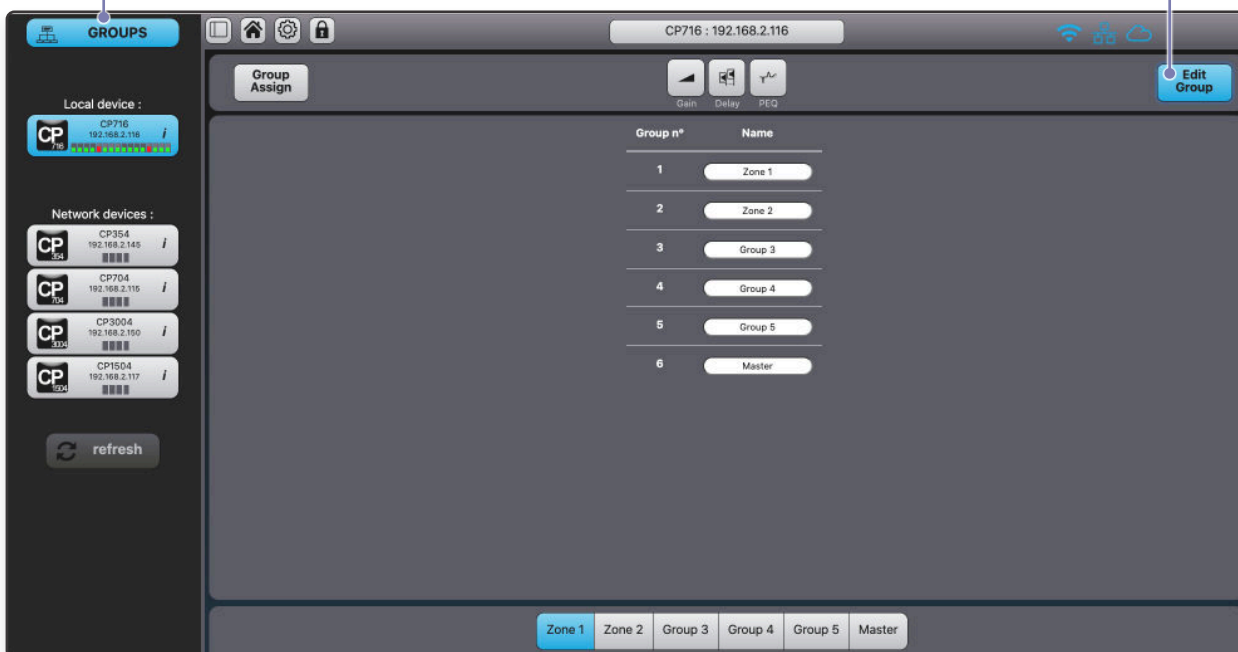 GROUPS
CP716 : 192.168.2.116
Group
Assign
Gain
Delay
PEQ
Edit
Group
Local device :
CP
716
CP716
192.168.2.116
i
Network devices :
CP
354
CP354
192.168.2.145
i
CP
704
CP704
192.168.2.115
i
CP
3004
CP3004
192.168.2.150
i
CP
1504
CP1504
192.168.2.117
i
refresh
Group n° Name
1 Zone 1
2 Zone 2
3 Group 3
4 Group 4
5 Group 5
6 Master
Zone 1 Zone 2 Group 3 Group 4 Group 5 Master